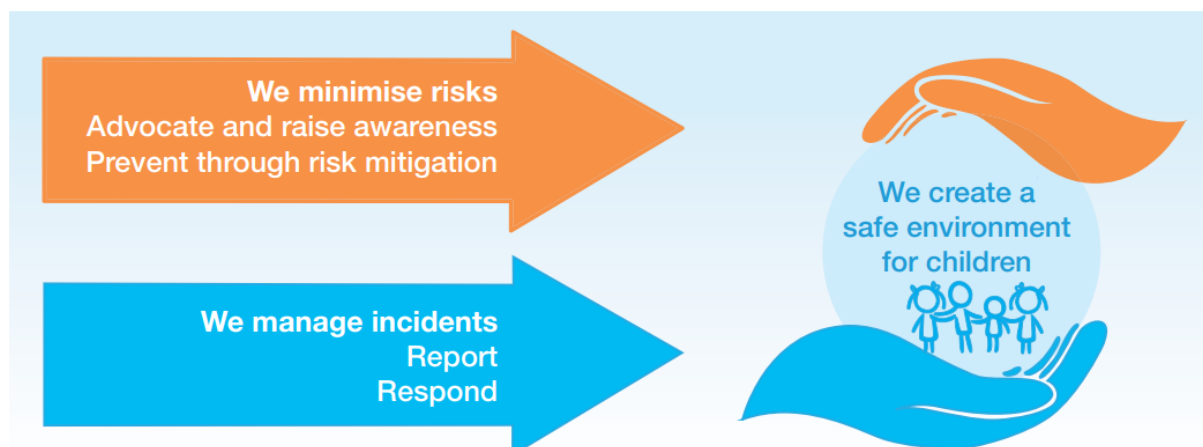 We minimise risks
Advocate and raise awareness
Prevent through risk mitigation
We manage incidents
Report
Respond
We create a
safe environment
for children